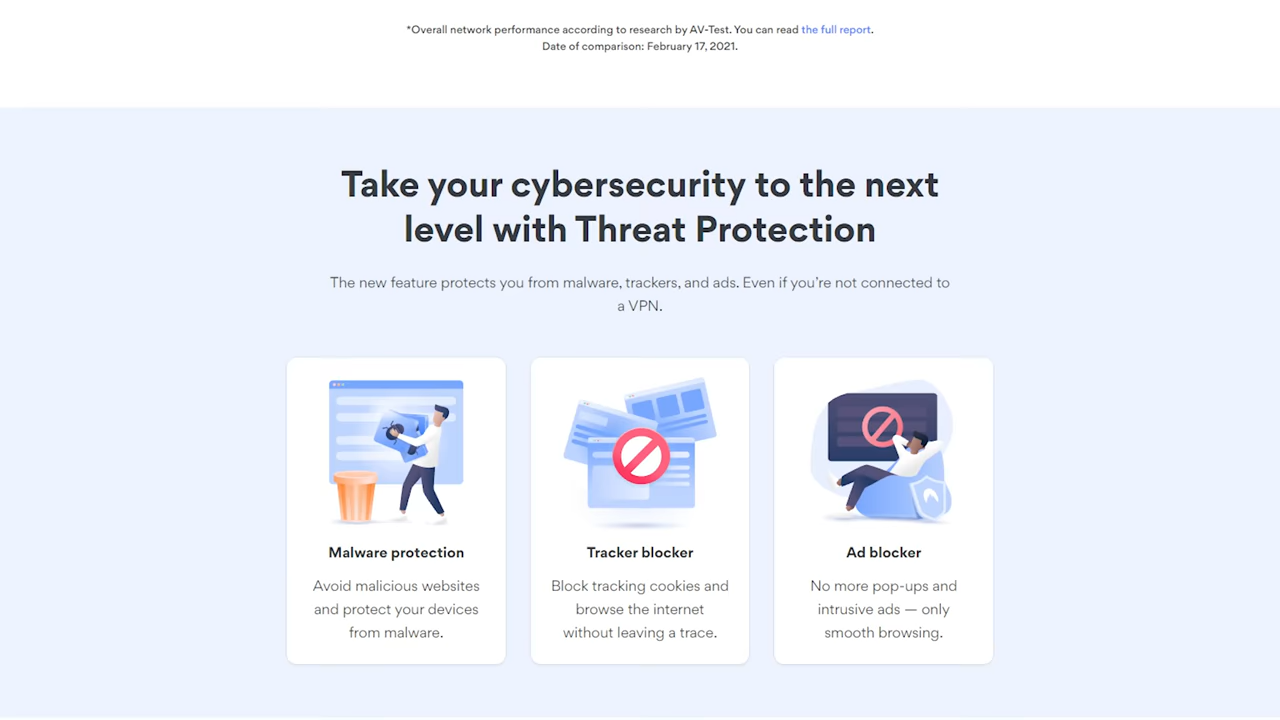 *Overall network performance according to research by AV-Test. You can read the full report.
Date of comparison: February 17, 2021.
Take your cybersecurity to the next
level with Threat Protection
The new feature protects you from malware, trackers, and ads. Even if you're not connected to
a VPN.
Malware protection
Avoid malicious websites
and protect your devices
from malware.
Tracker blocker
Block tracking cookies and
browse the internet
without leaving a trace.
Ad blocker
No more pop-ups and
intrusive ads — only
smooth browsing.